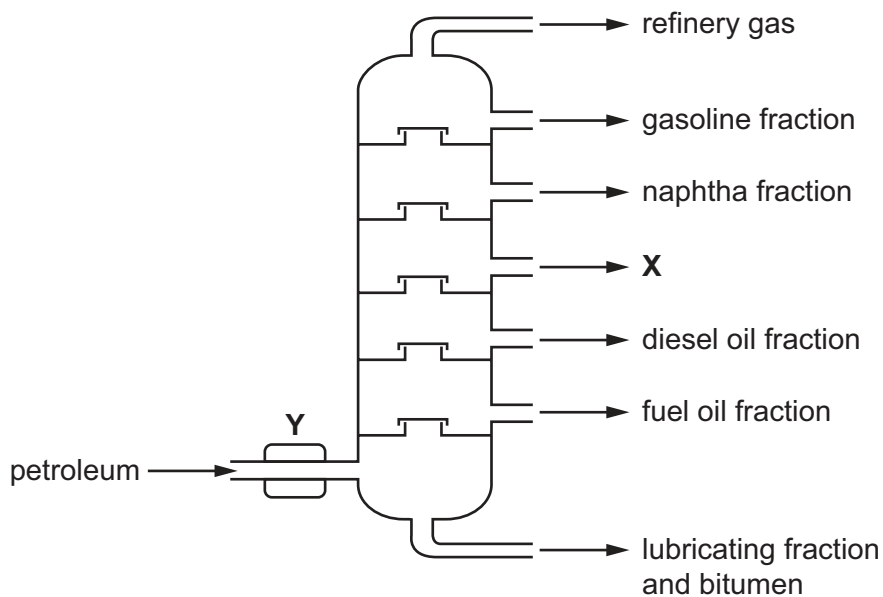 refinery gas
gasoline fraction
naphtha fraction
X
diesel oil fraction
fuel oil fraction
Y
petroleum
lubricating fraction
and bitumen